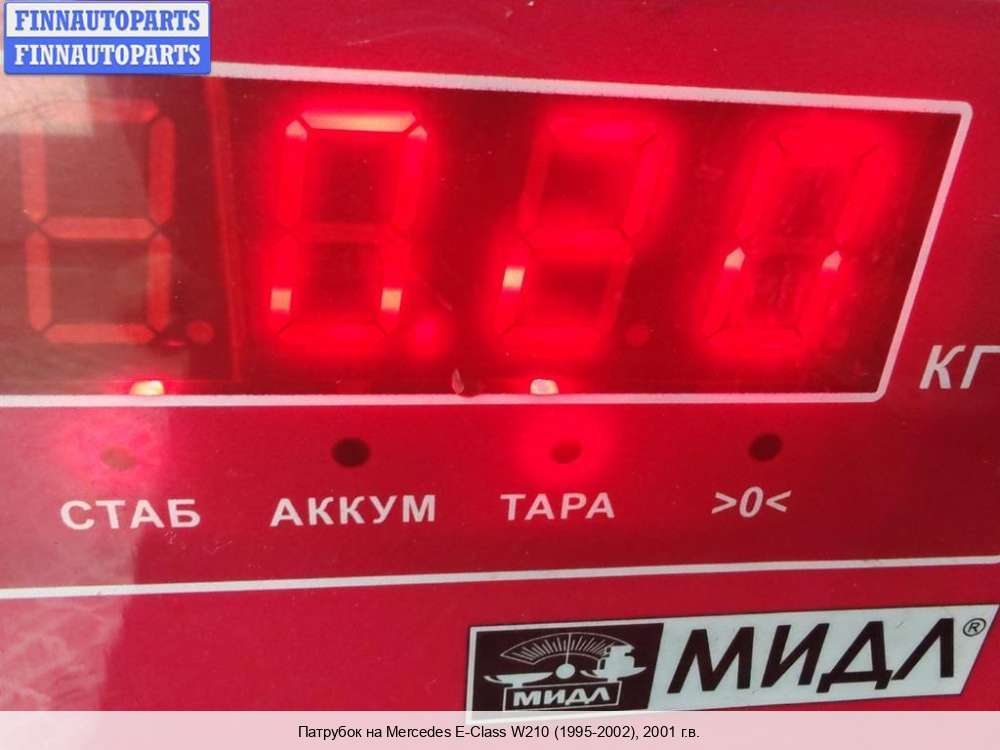 FINNAUTOPARTS
FINNAUTOPARTS
КГ
СТАБ АККУМ ТАРА >0<
МИДЛ МИДЛ®
Патрубок на Mercedes E-Class W210 (1995-2002), 2001 г.в.